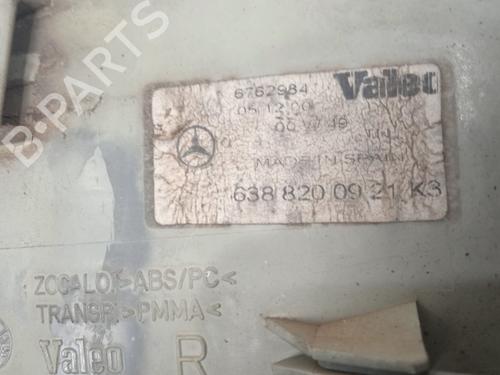 B-PARTS
6762984 Valeo
05 12 00
MADE IN SPAIN
638 820 09 21 K3
ZOCALO:>ABS/PC<
TRANSP.:>PMMA<
Valeo R